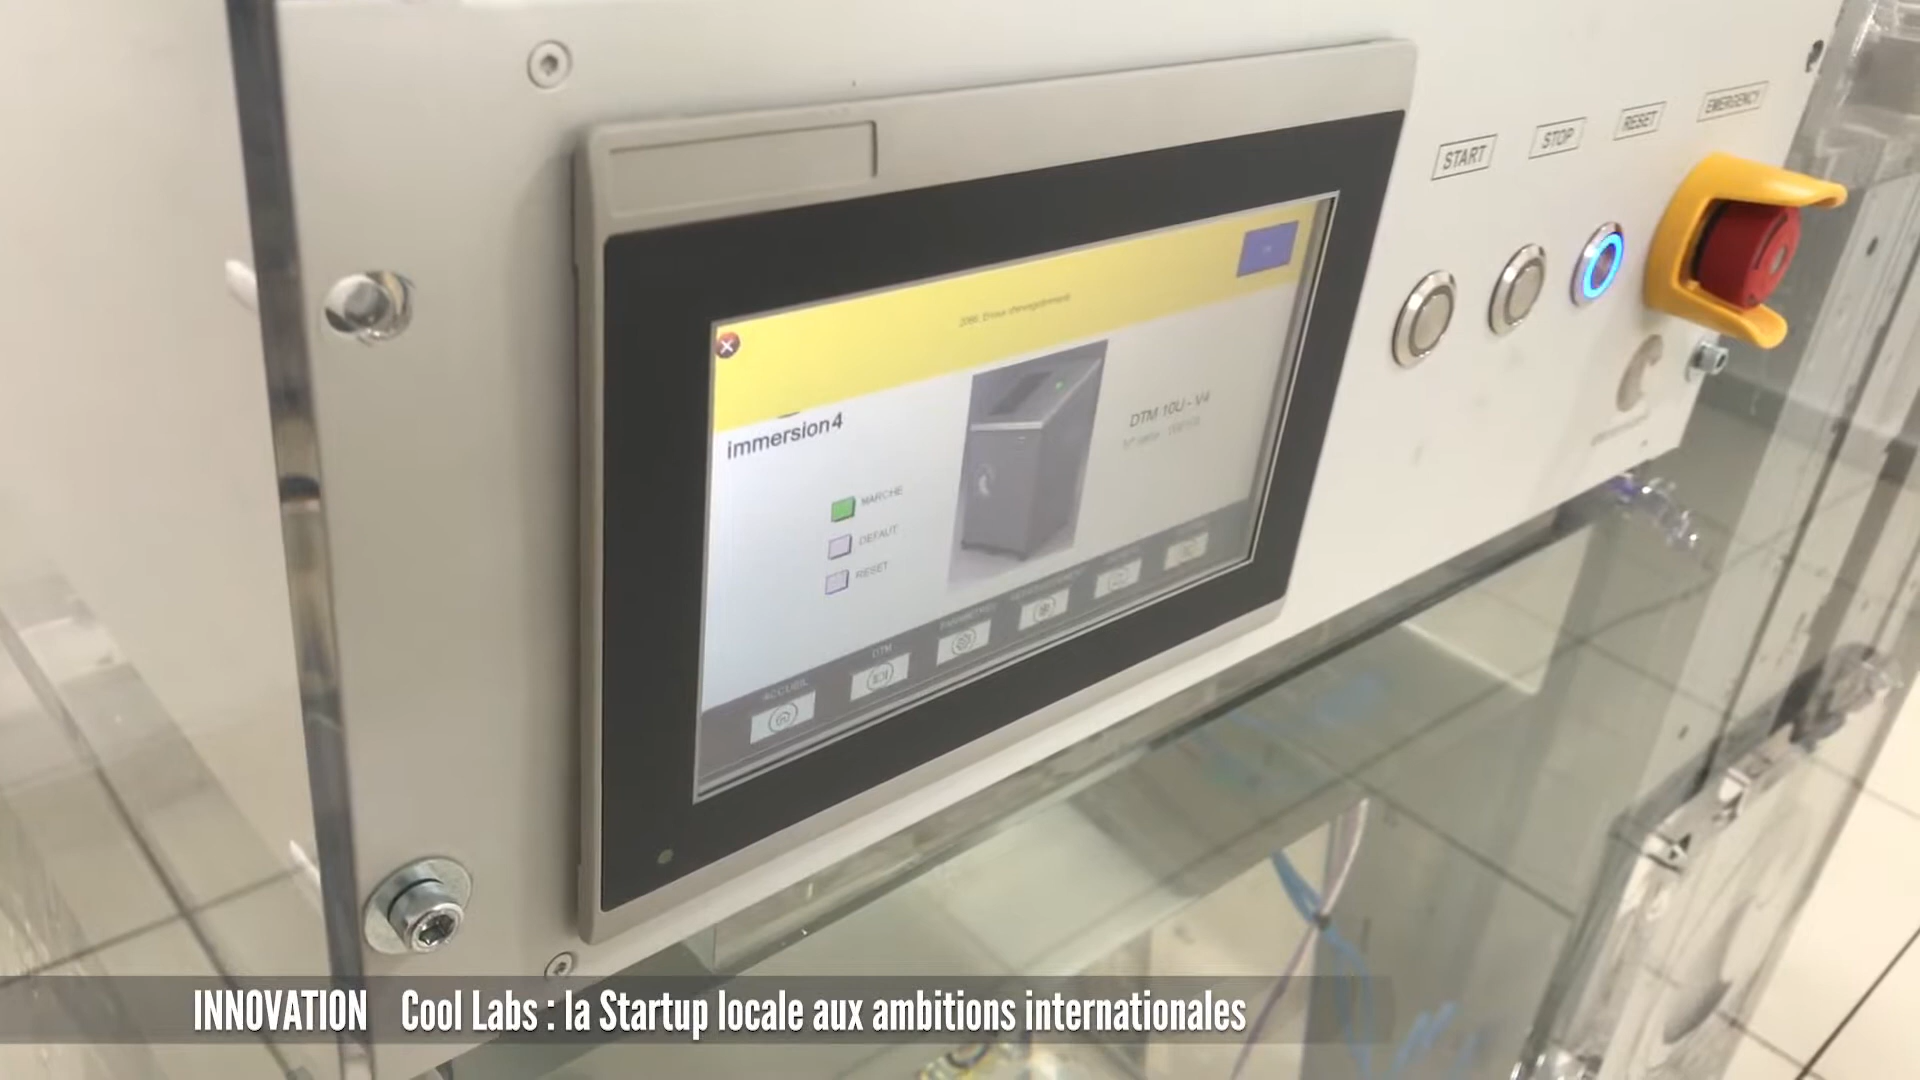 START
STOP
RESET
EMERGENCY
immersion4
DTM 10U - V4
MARCHE
DEFAUT
RESET
ACCUEIL
DTM
PARAMETRES
INNOVATION Cool Labs : la Startup locale aux ambitions internationales